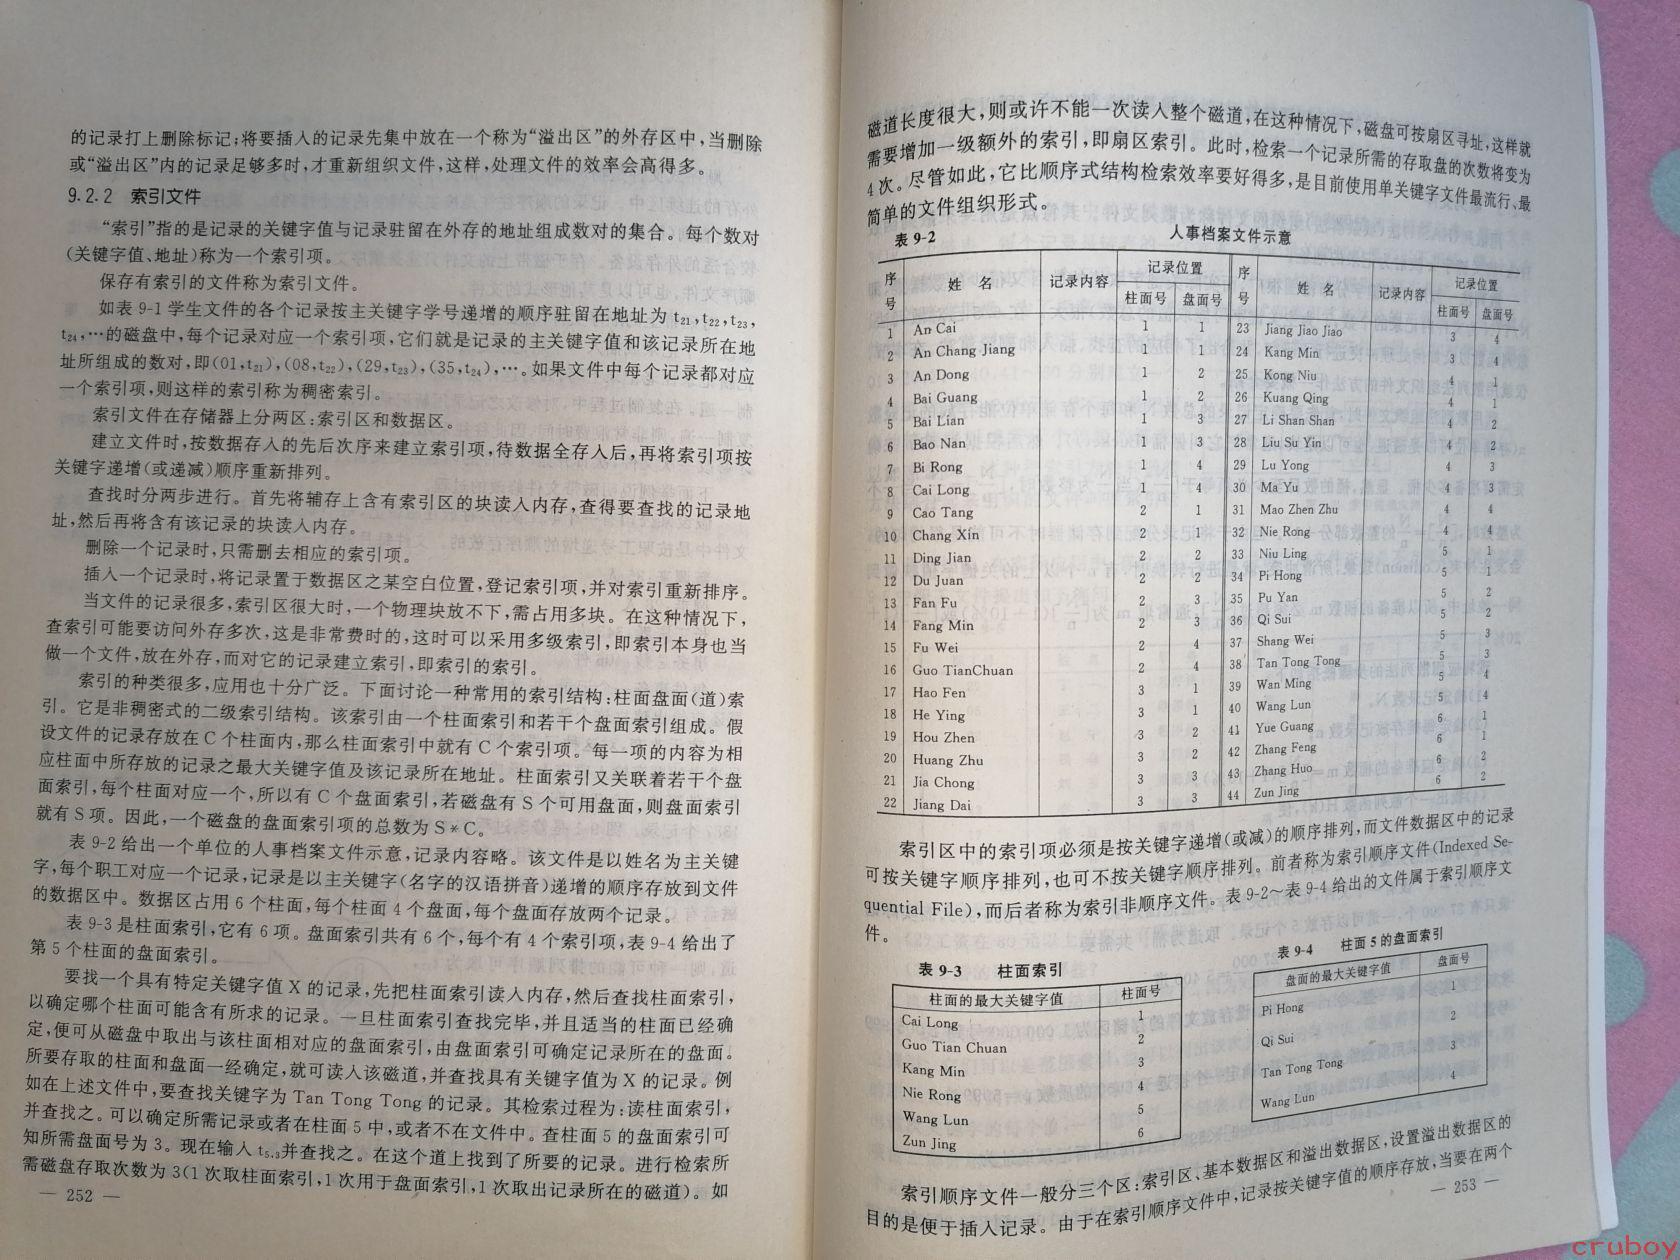 的记录打上删除标记;将要插入的记录先集中放在一个称为“溢出区”的外存区中,当删除
或“溢出区”内的记录足够多时,才重新组织文件,这样,处理文件的效率会高得多。
9.2.2 索引文件
“索引”指的是记录的关键字值与记录驻留在外存的地址组成数对的集合。每个数对
(关键字值、地址)称为一个索引项。
保存有索引的文件称为索引文件。
如表 9-1 学生文件的各个记录按主关键字学号递增的顺序驻留在地址为 t₂₁,t₂₂,t₂₃,
t₂₄,…的磁盘中,每个记录对应一个索引项,它们就是记录的主关键字值和该记录所在地
址所组成的数对,即(01,t₂₁),(08,t₂₂),(29,t₂₃),(35,t₂₄),…。如果文件中每个记录都对应
一个索引项,则这样的索引称为稠密索引。
索引文件在存储器上分两区:索引区和数据区。
建立文件时,按数据存入的先后次序来建立索引项,待数据全存入后,再将索引项按
关键字递增(或递减)顺序重新排列。
查找时分两步进行。首先将辅存上含有索引区的块读入内存,查得要查找的记录地
址,然后再将含有该记录的块读入内存。
删除一个记录时,只需删去相应的索引项。
插入一个记录时,将记录置于数据区之某空白位置,登记索引项,并对索引重新排序。
当文件的记录很多,索引区很大时,一个物理块放不下,需占用多块。在这种情况下,
查索引可能要访问外存多次,这是非常费时的,这时可以采用多级索引,即索引本身也当
做一个文件,放在外存,而对它的记录建立索引,即索引的索引。
索引的种类很多,应用也十分广泛。下面讨论一种常用的索引结构:柱面盘面(道)索
引。它是非稠密式的二级索引结构。该索引由一个柱面索引和若干个盘面索引组成。假
设文件的记录存放在 C 个柱面内,那么柱面索引中就有 C 个索引项。每一项的内容为相
应柱面中所存放的记录之最大关键字值及该记录所在地址。柱面索引又关联着若干个盘
面索引,每个柱面对应一个,所以有 C 个盘面索引,若磁盘有 S 个可用盘面,则盘面索引
就有 S 项。因此,一个磁盘的盘面索引项的总数为 S*C。
表 9-2 给出一个单位的人事档案文件示意,记录内容略。该文件是以姓名为主关键
字,每个职工对应一个记录,记录是以主关键字(名字的汉语拼音)递增的顺序存放到文件
的数据区中。数据区占用 6 个柱面,每个柱面 4 个盘面,每个盘面存放两个记录。
表 9-3 是柱面索引,它有 6 项。盘面索引共有 6 个,每个有 4 个索引项,表 9-4 给出了
第 5 个柱面的盘面索引。
要找一个具有特定关键字值 X 的记录,先把柱面索引读入内存,然后查找柱面索引,
以确定哪个柱面可能含有所求的记录。一旦柱面索引查找完毕,并且适当的柱面已经确
定,便可从磁盘中取出与该柱面相对应的盘面索引,由盘面索引可确定记录所在的盘面。
所要存取的柱面和盘面一经确定,就可读入该磁道,并查找具有关键字值为 X 的记录。例
如在上述文件中,要查找关键字为 Tan Tong Tong 的记录。其检索过程为:读柱面索引,
并查找之。可以确定所需记录或者在柱面 5 中,或者不在文件中。查柱面 5 的盘面索引可
知所需盘面号为 3。现在输入 t₅.₃并查找之。在这个道上找到了所要的记录。进行检索所
需磁盘存取次数为 3(1 次取柱面索引,1 次用于盘面索引,1 次取出记录所在的磁道)。如
— 252 —
磁道长度很大,则或许不能一次读入整个磁道,在这种情况下,磁盘可按扇区寻址,这样就
需要增加一级额外的索引,即扇区索引。此时,检索一个记录所需的存取盘的次数将变为
4 次。尽管如此,它比顺序式结构检索效率要好得多,是目前使用单关键字文件最流行、最
简单的文件组织形式。
表 9-2 人事档案文件示意
序号 姓 名 记录内容 记录位置 序号 姓 名 记录内容 记录位置
柱面号 盘面号 柱面号 盘面号
1 An Cai 1 1 23 Jiang Jiao Jiao 3 4
2 An Chang Jiang 1 1 24 Kang Min 3 4
3 An Dong 1 2 25 Kong Niu 4 1
4 Bai Guang 1 2 26 Kuang Qing 4 1
5 Bai Lian 1 3 27 Li Shan Shan 4 2
6 Bao Nan 1 3 28 Liu Su Yin 4 2
7 Bi Rong 1 4 29 Lu Yong 4 3
8 Cai Long 1 4 30 Ma Yu 4 3
9 Cao Tang 2 1 31 Mao Zhen Zhu 4 4
10 Chang Xin 2 1 32 Nie Rong 4 4
11 Ding Jian 2 2 33 Niu Ling 5 1
12 Du Juan 2 2 34 Pi Hong 5 1
13 Fan Fu 2 3 35 Pu Yan 5 2
14 Fang Min 2 3 36 Qi Sui 5 2
15 Fu Wei 2 4 37 Shang Wei 5 3
16 Guo TianChuan 2 4 38 Tan Tong Tong 5 3
17 Hao Fen 3 1 39 Wan Ming 5 4
18 He Ying 3 1 40 Wang Lun 5 4
19 Hou Zhen 3 2 41 Yue Guang 6 1
20 Huang Zhu 3 2 42 Zhang Feng 6 1
21 Jia Chong 3 3 43 Zhang Huo 6 2
22 Jiang Dai 3 3 44 Zun Jing 6 2
索引区中的索引项必须是按关键字递增(或减)的顺序排列,而文件数据区中的记录
可按关键字顺序排列,也可不按关键字顺序排列。前者称为索引顺序文件(Indexed Se-
quential File),而后者称为索引非顺序文件。表 9-2~表 9-4 给出的文件属于索引顺序文
件。
表 9-3 柱面索引
柱面的最大关键字值 柱面号
Cai Long 1
Guo Tian Chuan 2
Kang Min 3
Nie Rong 4
Wang Lun 5
Zun Jing 6
表 9-4 柱面 5 的盘面索引
盘面的最大关键字值 盘面号
Pi Hong 1
Qi Sui 2
Tan Tong Tong 3
Wang Lun 4
索引顺序文件一般分三个区:索引区、基本数据区和溢出数据区,设置溢出数据区的
目的是便于插入记录。由于在索引顺序文件中,记录按关键字值的顺序存放,当要在两个
— 253 —
cruboy